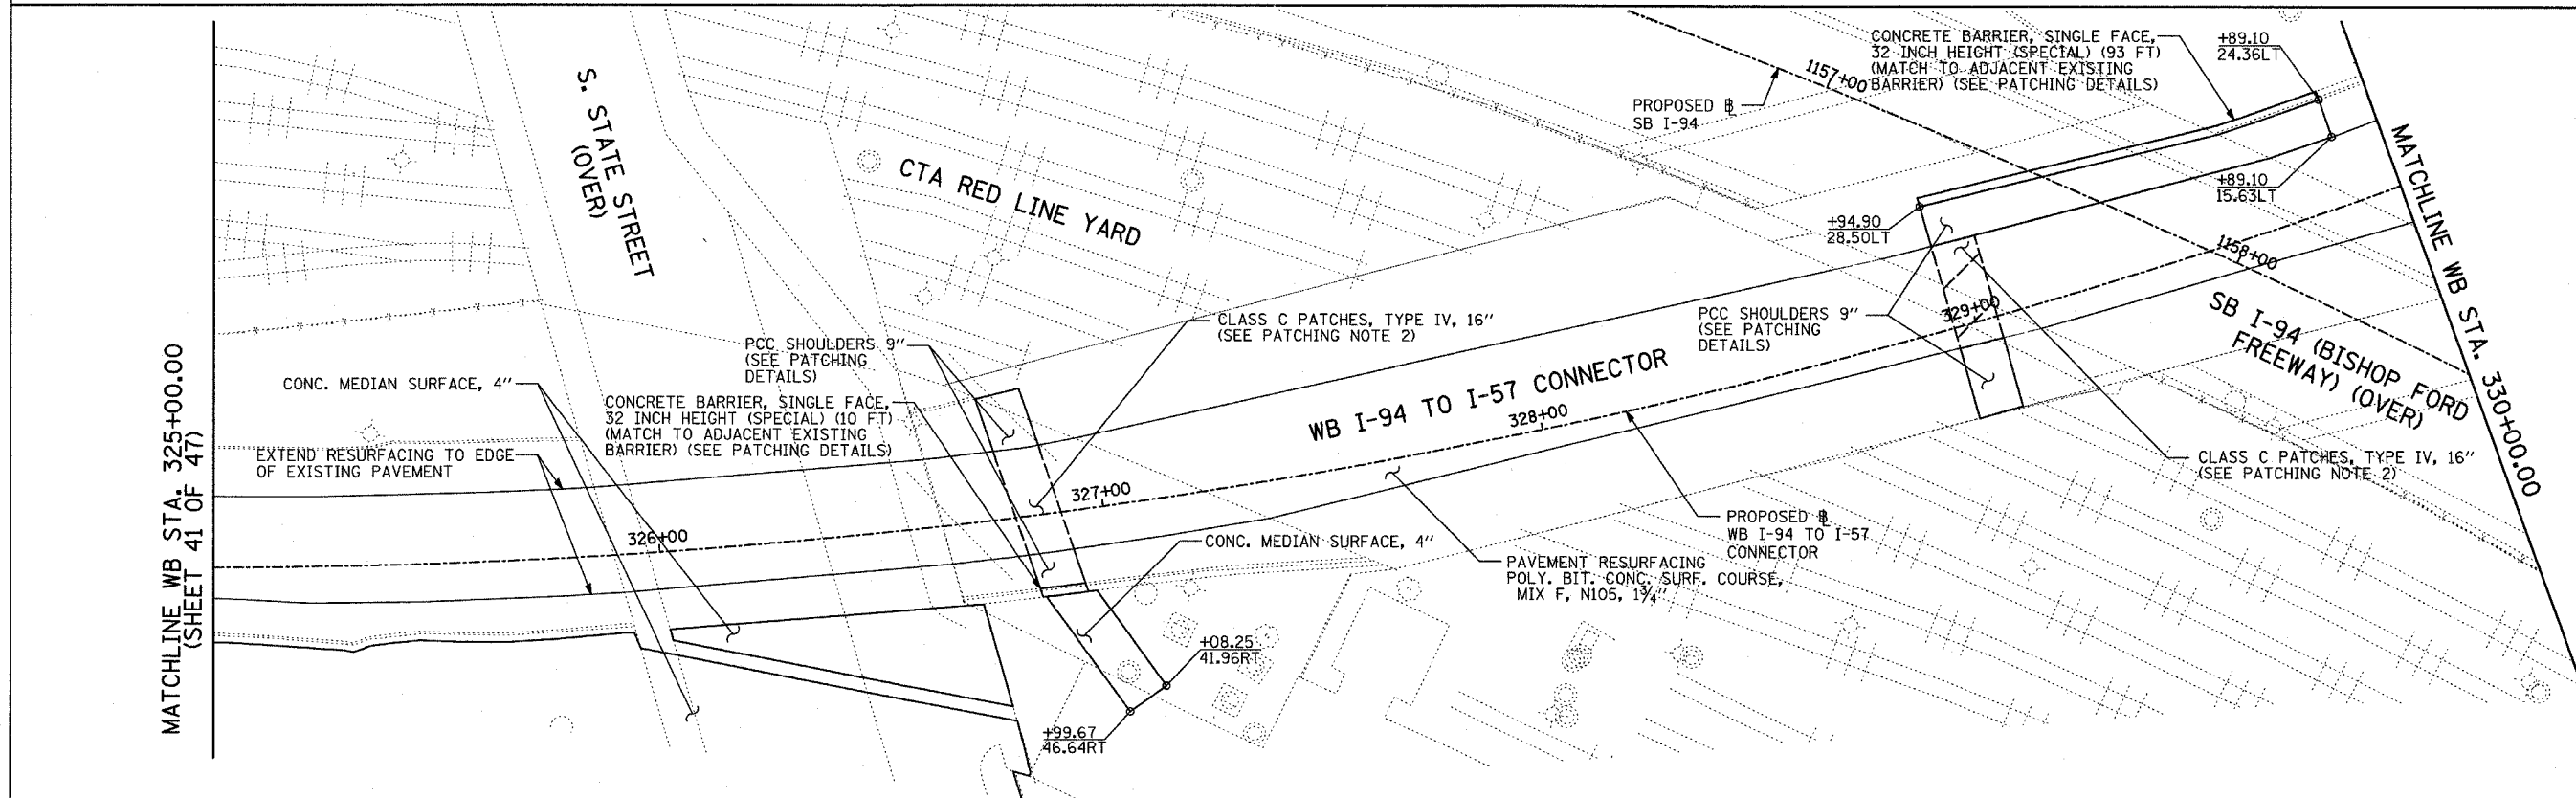 MATCHLINE WB STA. 325+00.00
(SHEET 41 OF 47)
S. STATE STREET
(OVER)
CTA RED LINE YARD
CONC. MEDIAN SURFACE, 4"
EXTEND RESURFACING TO EDGE
OF EXISTING PAVEMENT
PCC SHOULDERS 9"
(SEE PATCHING
DETAILS)
CONCRETE BARRIER, SINGLE FACE,
32 INCH HEIGHT (SPECIAL) (10 FT)
(MATCH TO ADJACENT EXISTING
BARRIER) (SEE PATCHING DETAILS)
326+00
327+00
CLASS C PATCHES, TYPE IV, 16"
(SEE PATCHING NOTE 2)
CONC. MEDIAN SURFACE, 4"
+08.25
41.96RT
+99.67
46.64RT
WB I-94 TO I-57 CONNECTOR
328+00
PROPOSED ℄
WB I-94 TO I-57
CONNECTOR
PAVEMENT RESURFACING
POLY. BIT. CONC. SURF. COURSE,
MIX F, N105, 1¾"
PROPOSED ℄
SB I-94
1157+00
CONCRETE BARRIER, SINGLE FACE,
32 INCH HEIGHT (SPECIAL) (93 FT)
(MATCH TO ADJACENT EXISTING
BARRIER) (SEE PATCHING DETAILS)
+89.10
24.36LT
+89.10
15.63LT
+94.90
28.50LT
PCC SHOULDERS 9"
(SEE PATCHING
DETAILS)
329+00
1158+00
SB I-94 (BISHOP FORD
FREEWAY) (OVER)
CLASS C PATCHES, TYPE IV, 16"
(SEE PATCHING NOTE 2)
MATCHLINE WB STA. 330+00.00